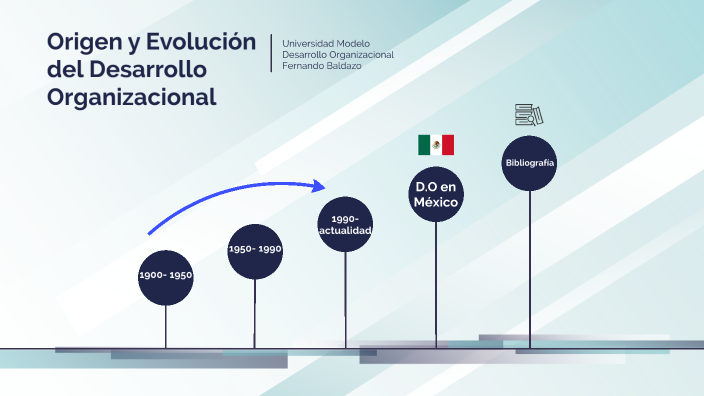 Origen y Evolución
del Desarrollo
Organizacional
Universidad Modelo
Desarrollo Organizacional
Fernando Baldazo
1900- 1950
1950- 1990
1990-
actualidad
D.O en
México
Bibliografía